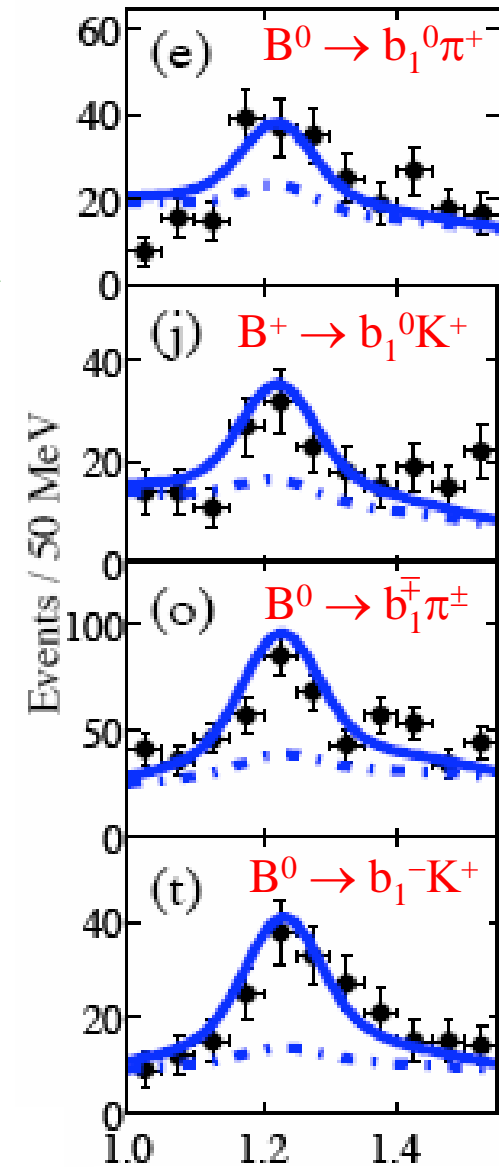 Events / 50 MeV
60
(e) B⁰ → b₁⁰π⁺
40
20
0
(j) B⁺ → b₁⁰K⁺
40
20
0
(o) B⁰ → b₁∓π±
100
50
0
(t) B⁰ → b₁⁻K⁺
40
20
0
1.0 1.2 1.4